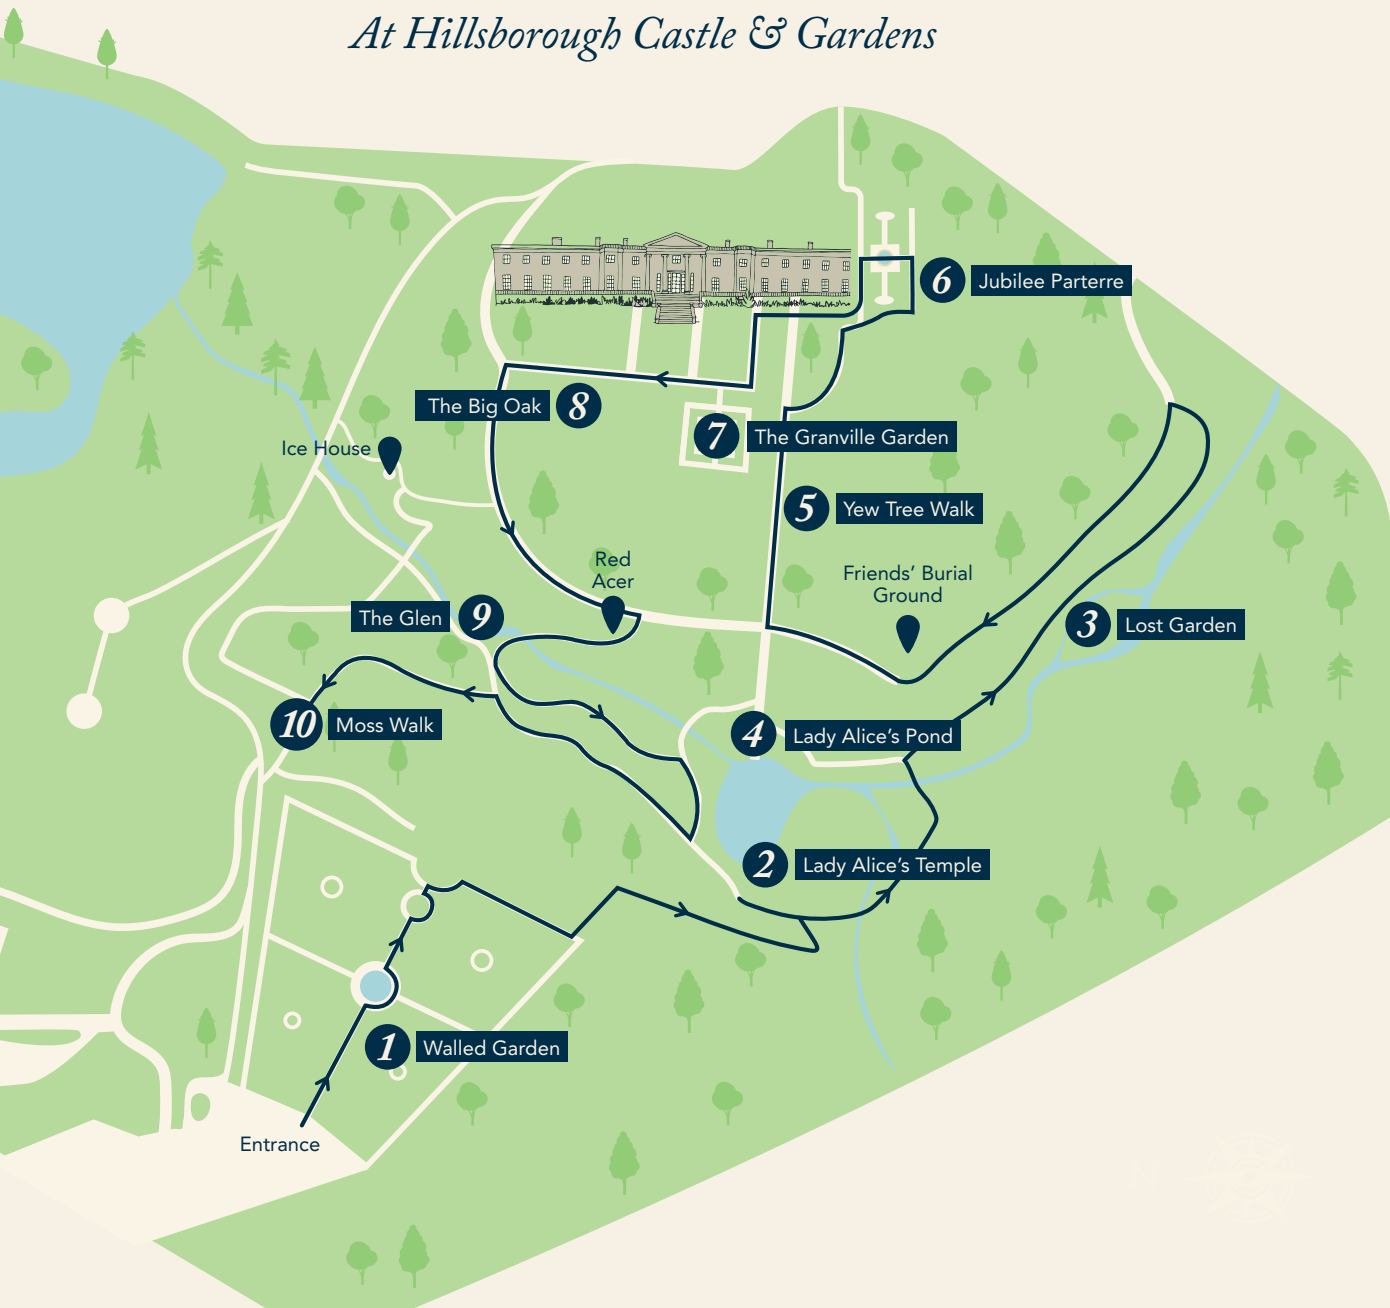 At Hillsborough Castle & Gardens
6 Jubilee Parterre
The Big Oak 8
7 The Granville Garden
Ice House
5 Yew Tree Walk
Red
Acer
Friends’ Burial
Ground
The Glen 9
3 Lost Garden
10 Moss Walk
4 Lady Alice’s Pond
2 Lady Alice’s Temple
1 Walled Garden
Entrance
N